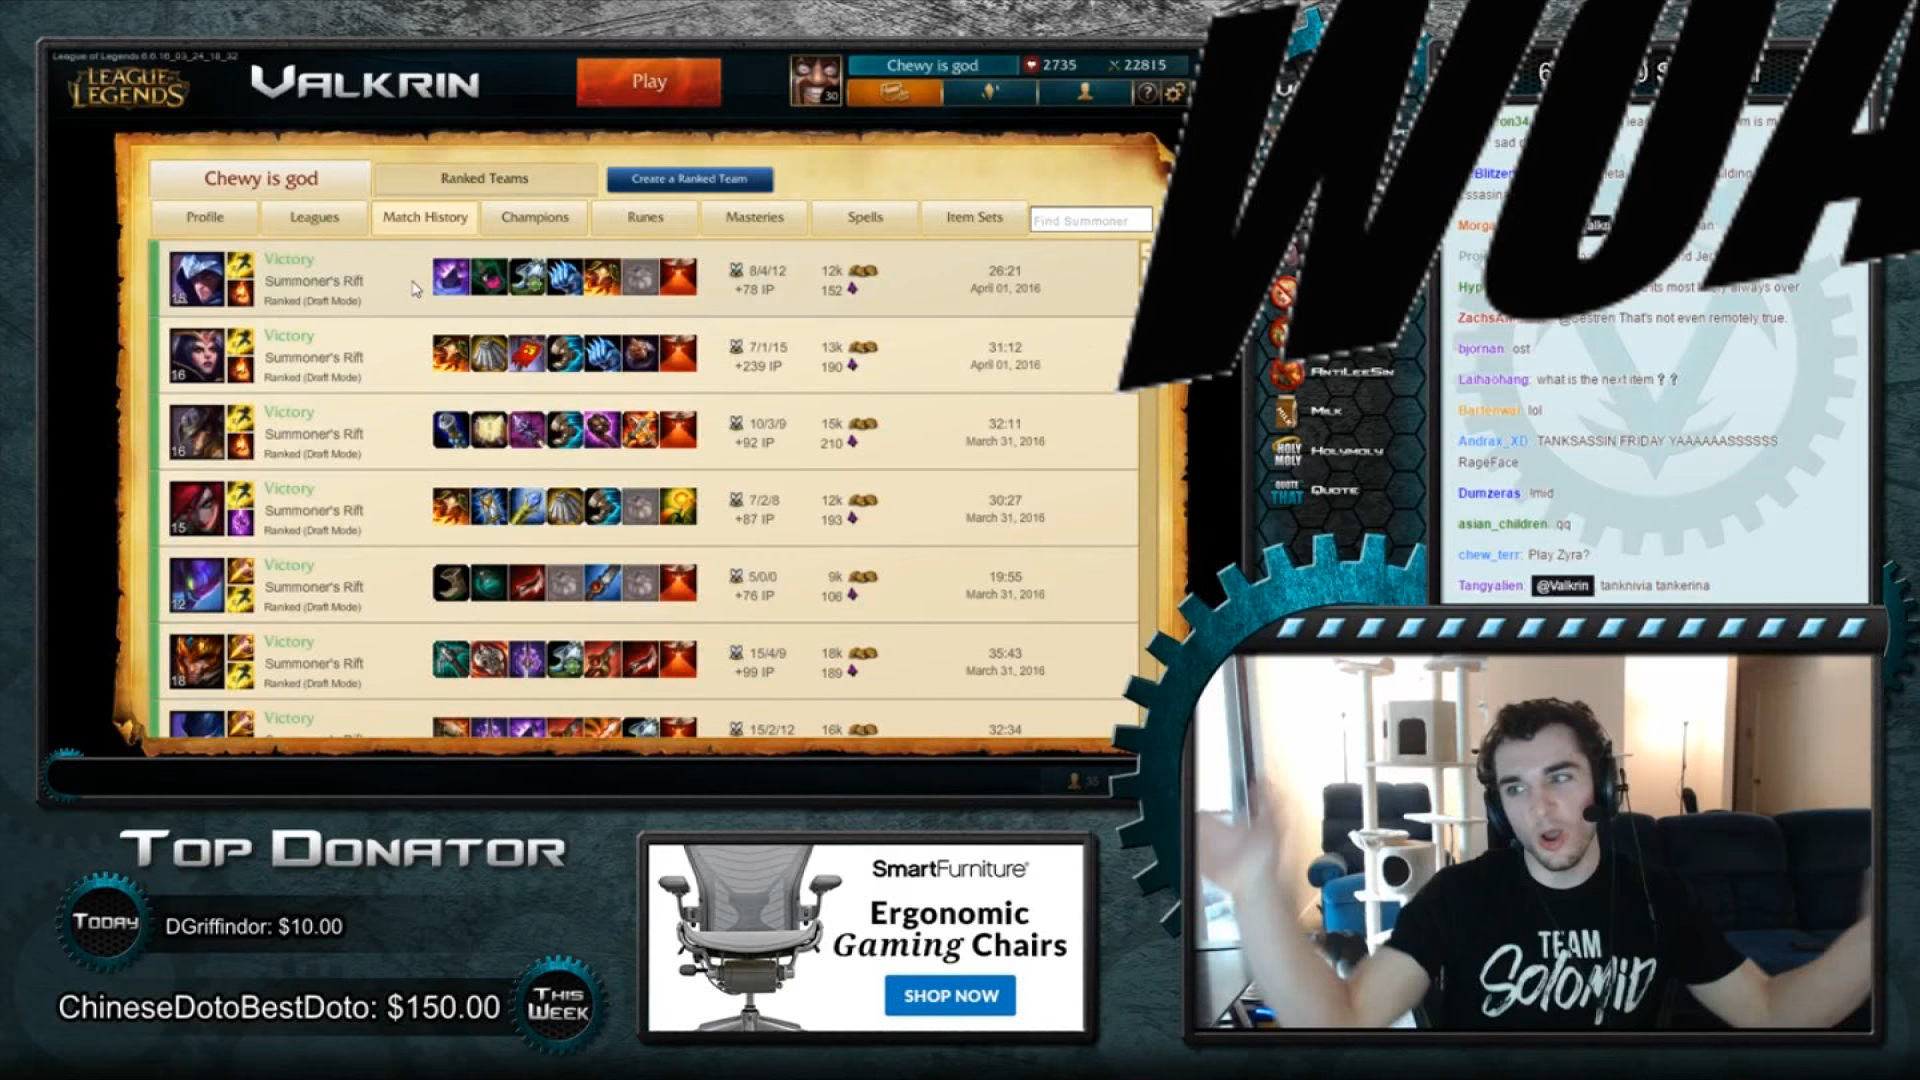 League of Legends 6.6.16_03_24_18_32
LEAGUE OF LEGENDS
VALKRIN
Play
30
Chewy is god
2735
22815
?
Chewy is god
Ranked Teams
Create a Ranked Team
Profile
Leagues
Match History
Champions
Runes
Masteries
Spells
Item Sets
Find Summoner
15
Victory
Summoner's Rift
Ranked (Draft Mode)
8/4/12
+78 IP
12k
152
26:21
April 01, 2016
16
Victory
Summoner's Rift
Ranked (Draft Mode)
7/1/15
+239 IP
13k
190
31:12
April 01, 2016
16
Victory
Summoner's Rift
Ranked (Draft Mode)
10/3/9
+92 IP
15k
210
32:11
March 31, 2016
15
Victory
Summoner's Rift
Ranked (Draft Mode)
7/2/8
+87 IP
12k
193
30:27
March 31, 2016
12
Victory
Summoner's Rift
Ranked (Draft Mode)
5/0/0
+76 IP
9k
106
19:55
March 31, 2016
18
Victory
Summoner's Rift
Ranked (Draft Mode)
15/4/9
+99 IP
18k
189
35:43
March 31, 2016
Victory
15/2/12
16k
32:34
35
WUA
ANTILEESIN
MILK
HOLY MOLY
HOLYMOLY
QUOTE THAT
QUOTE
sad
always over
ZachsA
@Sestren That's not even remotely true.
bjornan: ost
Laihaohang: what is the next item ? ?
Bartenwal: lol
Andrax_XD: TANKSASSIN FRIDAY YAAAAAASSSSSS
RageFace
Dumzeras: !mid
asian_children: qq
chew_terr: Play Zyra?
Tangyalien: @Valkrin tanknivia tankerina
TOP DONATOR
TODAY
DGriffindor: $10.00
ChineseDotoBestDoto: $150.00
THIS WEEK
SmartFurniture
Ergonomic
Gaming Chairs
SHOP NOW
TEAM
SOLOMID